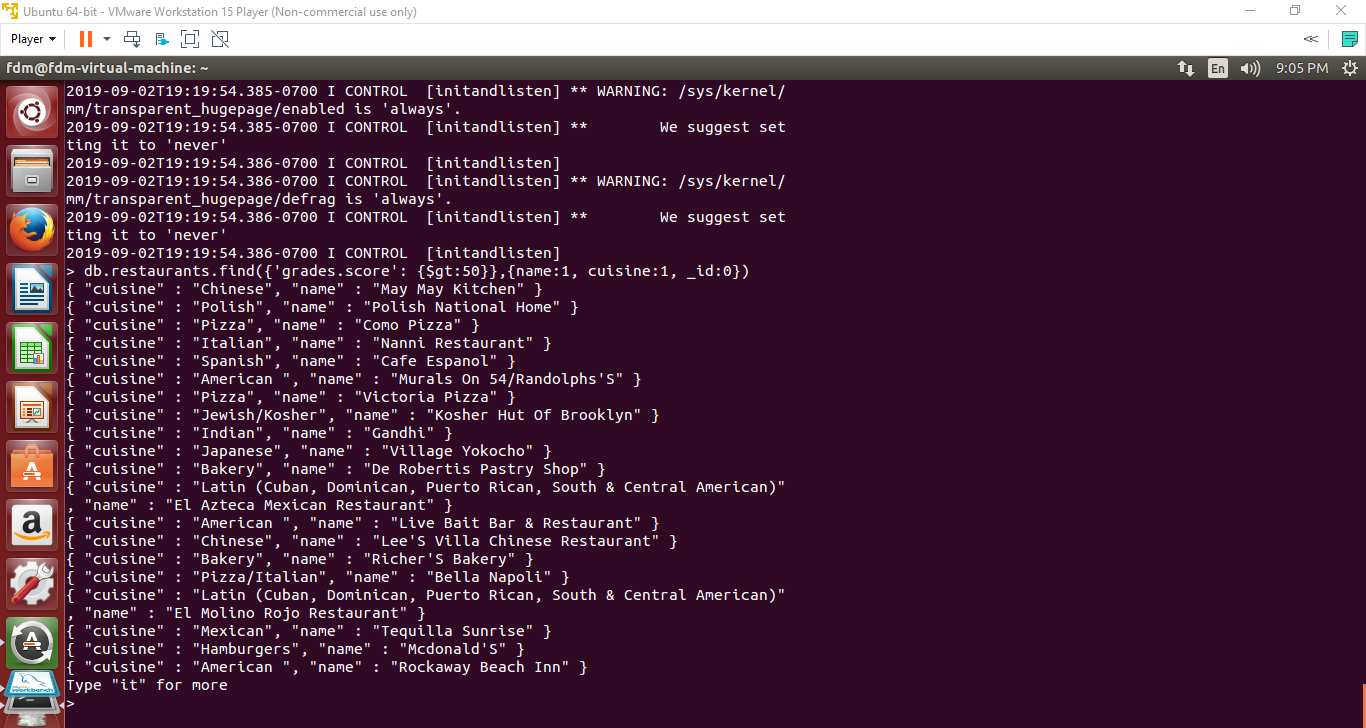 Ubuntu 64-bit - VMware Workstation 15 Player (Non-commercial use only)
Player
fdm@fdm-virtual-machine: ~
En
9:05 PM
2019-09-02T19:19:54.385-0700 I CONTROL  [initandlisten] ** WARNING: /sys/kernel/
mm/transparent_hugepage/enabled is 'always'.
2019-09-02T19:19:54.385-0700 I CONTROL  [initandlisten] **        We suggest set
ting it to 'never'
2019-09-02T19:19:54.386-0700 I CONTROL  [initandlisten]
2019-09-02T19:19:54.386-0700 I CONTROL  [initandlisten] ** WARNING: /sys/kernel/
mm/transparent_hugepage/defrag is 'always'.
2019-09-02T19:19:54.386-0700 I CONTROL  [initandlisten] **        We suggest set
ting it to 'never'
2019-09-02T19:19:54.386-0700 I CONTROL  [initandlisten]
> db.restaurants.find({'grades.score': {$gt:50}},{name:1, cuisine:1, _id:0})
{ "cuisine" : "Chinese", "name" : "May May Kitchen" }
{ "cuisine" : "Polish", "name" : "Polish National Home" }
{ "cuisine" : "Pizza", "name" : "Como Pizza" }
{ "cuisine" : "Italian", "name" : "Nanni Restaurant" }
{ "cuisine" : "Spanish", "name" : "Cafe Espanol" }
{ "cuisine" : "American ", "name" : "Murals On 54/Randolphs'S" }
{ "cuisine" : "Pizza", "name" : "Victoria Pizza" }
{ "cuisine" : "Jewish/Kosher", "name" : "Kosher Hut Of Brooklyn" }
{ "cuisine" : "Indian", "name" : "Gandhi" }
{ "cuisine" : "Japanese", "name" : "Village Yokocho" }
{ "cuisine" : "Bakery", "name" : "De Robertis Pastry Shop" }
{ "cuisine" : "Latin (Cuban, Dominican, Puerto Rican, South & Central American)"
, "name" : "El Azteca Mexican Restaurant" }
{ "cuisine" : "American ", "name" : "Live Bait Bar & Restaurant" }
{ "cuisine" : "Chinese", "name" : "Lee'S Villa Chinese Restaurant" }
{ "cuisine" : "Bakery", "name" : "Richer'S Bakery" }
{ "cuisine" : "Pizza/Italian", "name" : "Bella Napoli" }
{ "cuisine" : "Latin (Cuban, Dominican, Puerto Rican, South & Central American)"
, "name" : "El Molino Rojo Restaurant" }
{ "cuisine" : "Mexican", "name" : "Tequilla Sunrise" }
{ "cuisine" : "Hamburgers", "name" : "Mcdonald'S" }
{ "cuisine" : "American ", "name" : "Rockaway Beach Inn" }
Type "it" for more
>
workbench